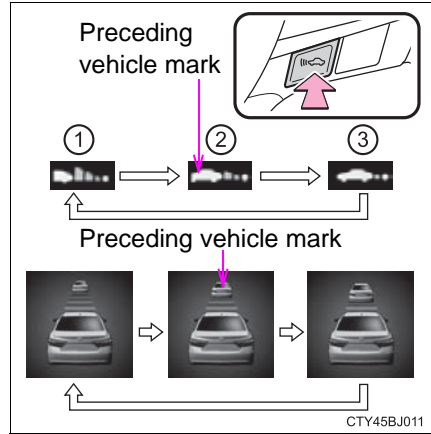 Preceding
vehicle mark
1 2 3
Preceding vehicle mark
CTY45BJ011